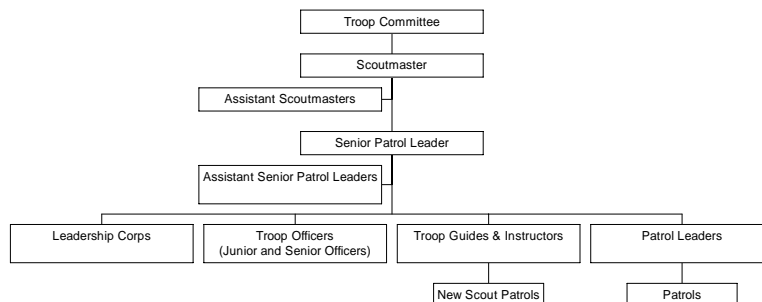 Troop Committee
Scoutmaster
Assistant Scoutmasters
Senior Patrol Leader
Assistant Senior Patrol Leaders
Leadership Corps
Troop Officers
(Junior and Senior Officers)
Troop Guides & Instructors
Patrol Leaders
New Scout Patrols
Patrols